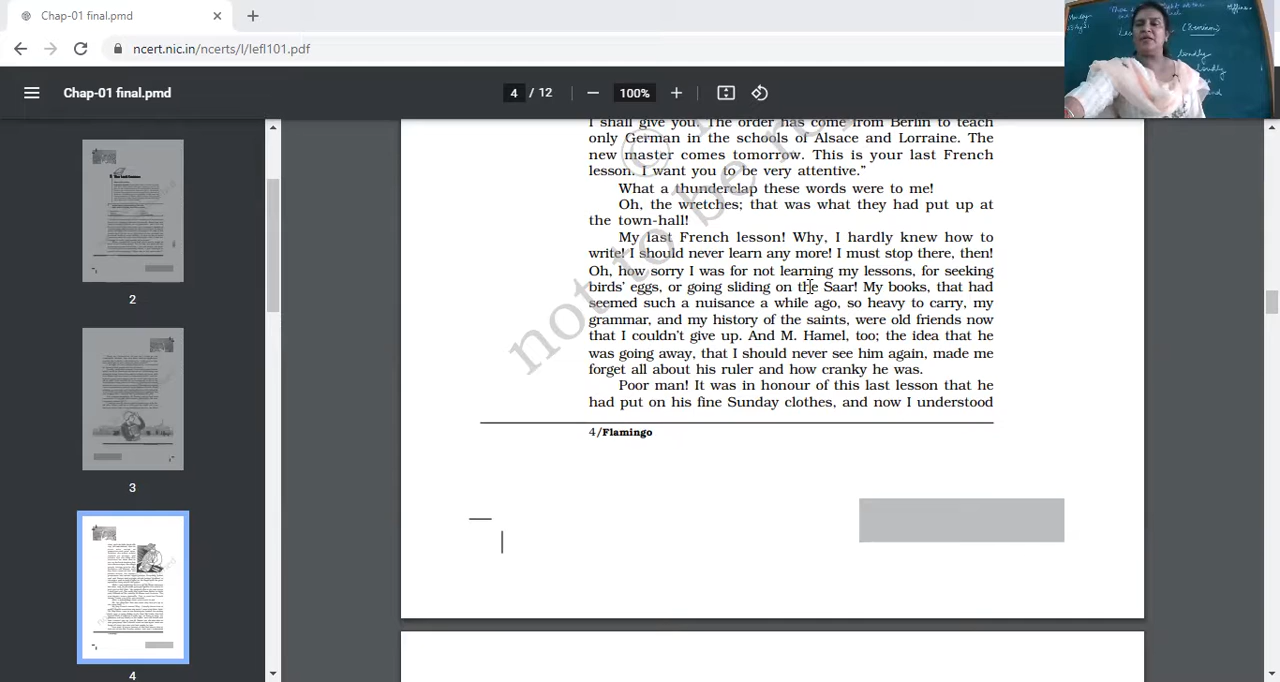 Chap-01 final.pmd
ncert.nic.in/ncerts/l/lefl101.pdf
Chap-01 final.pmd
4 / 12
100%
Monday
(Revision)
2
3
4
I shall give you. The order has come from Berlin to teach
only German in the schools of Alsace and Lorraine. The
new master comes tomorrow. This is your last French
lesson. I want you to be very attentive.”
What a thunderclap these words were to me!
Oh, the wretches; that was what they had put up at
the town-hall!
My last French lesson! Why, I hardly knew how to
write! I should never learn any more! I must stop there, then!
Oh, how sorry I was for not learning my lessons, for seeking
birds’ eggs, or going sliding on the Saar! My books, that had
seemed such a nuisance a while ago, so heavy to carry, my
grammar, and my history of the saints, were old friends now
that I couldn’t give up. And M. Hamel, too; the idea that he
was going away, that I should never see him again, made me
forget all about his ruler and how cranky he was.
Poor man! It was in honour of this last lesson that he
had put on his fine Sunday clothes, and now I understood
4/Flamingo
not to be rep